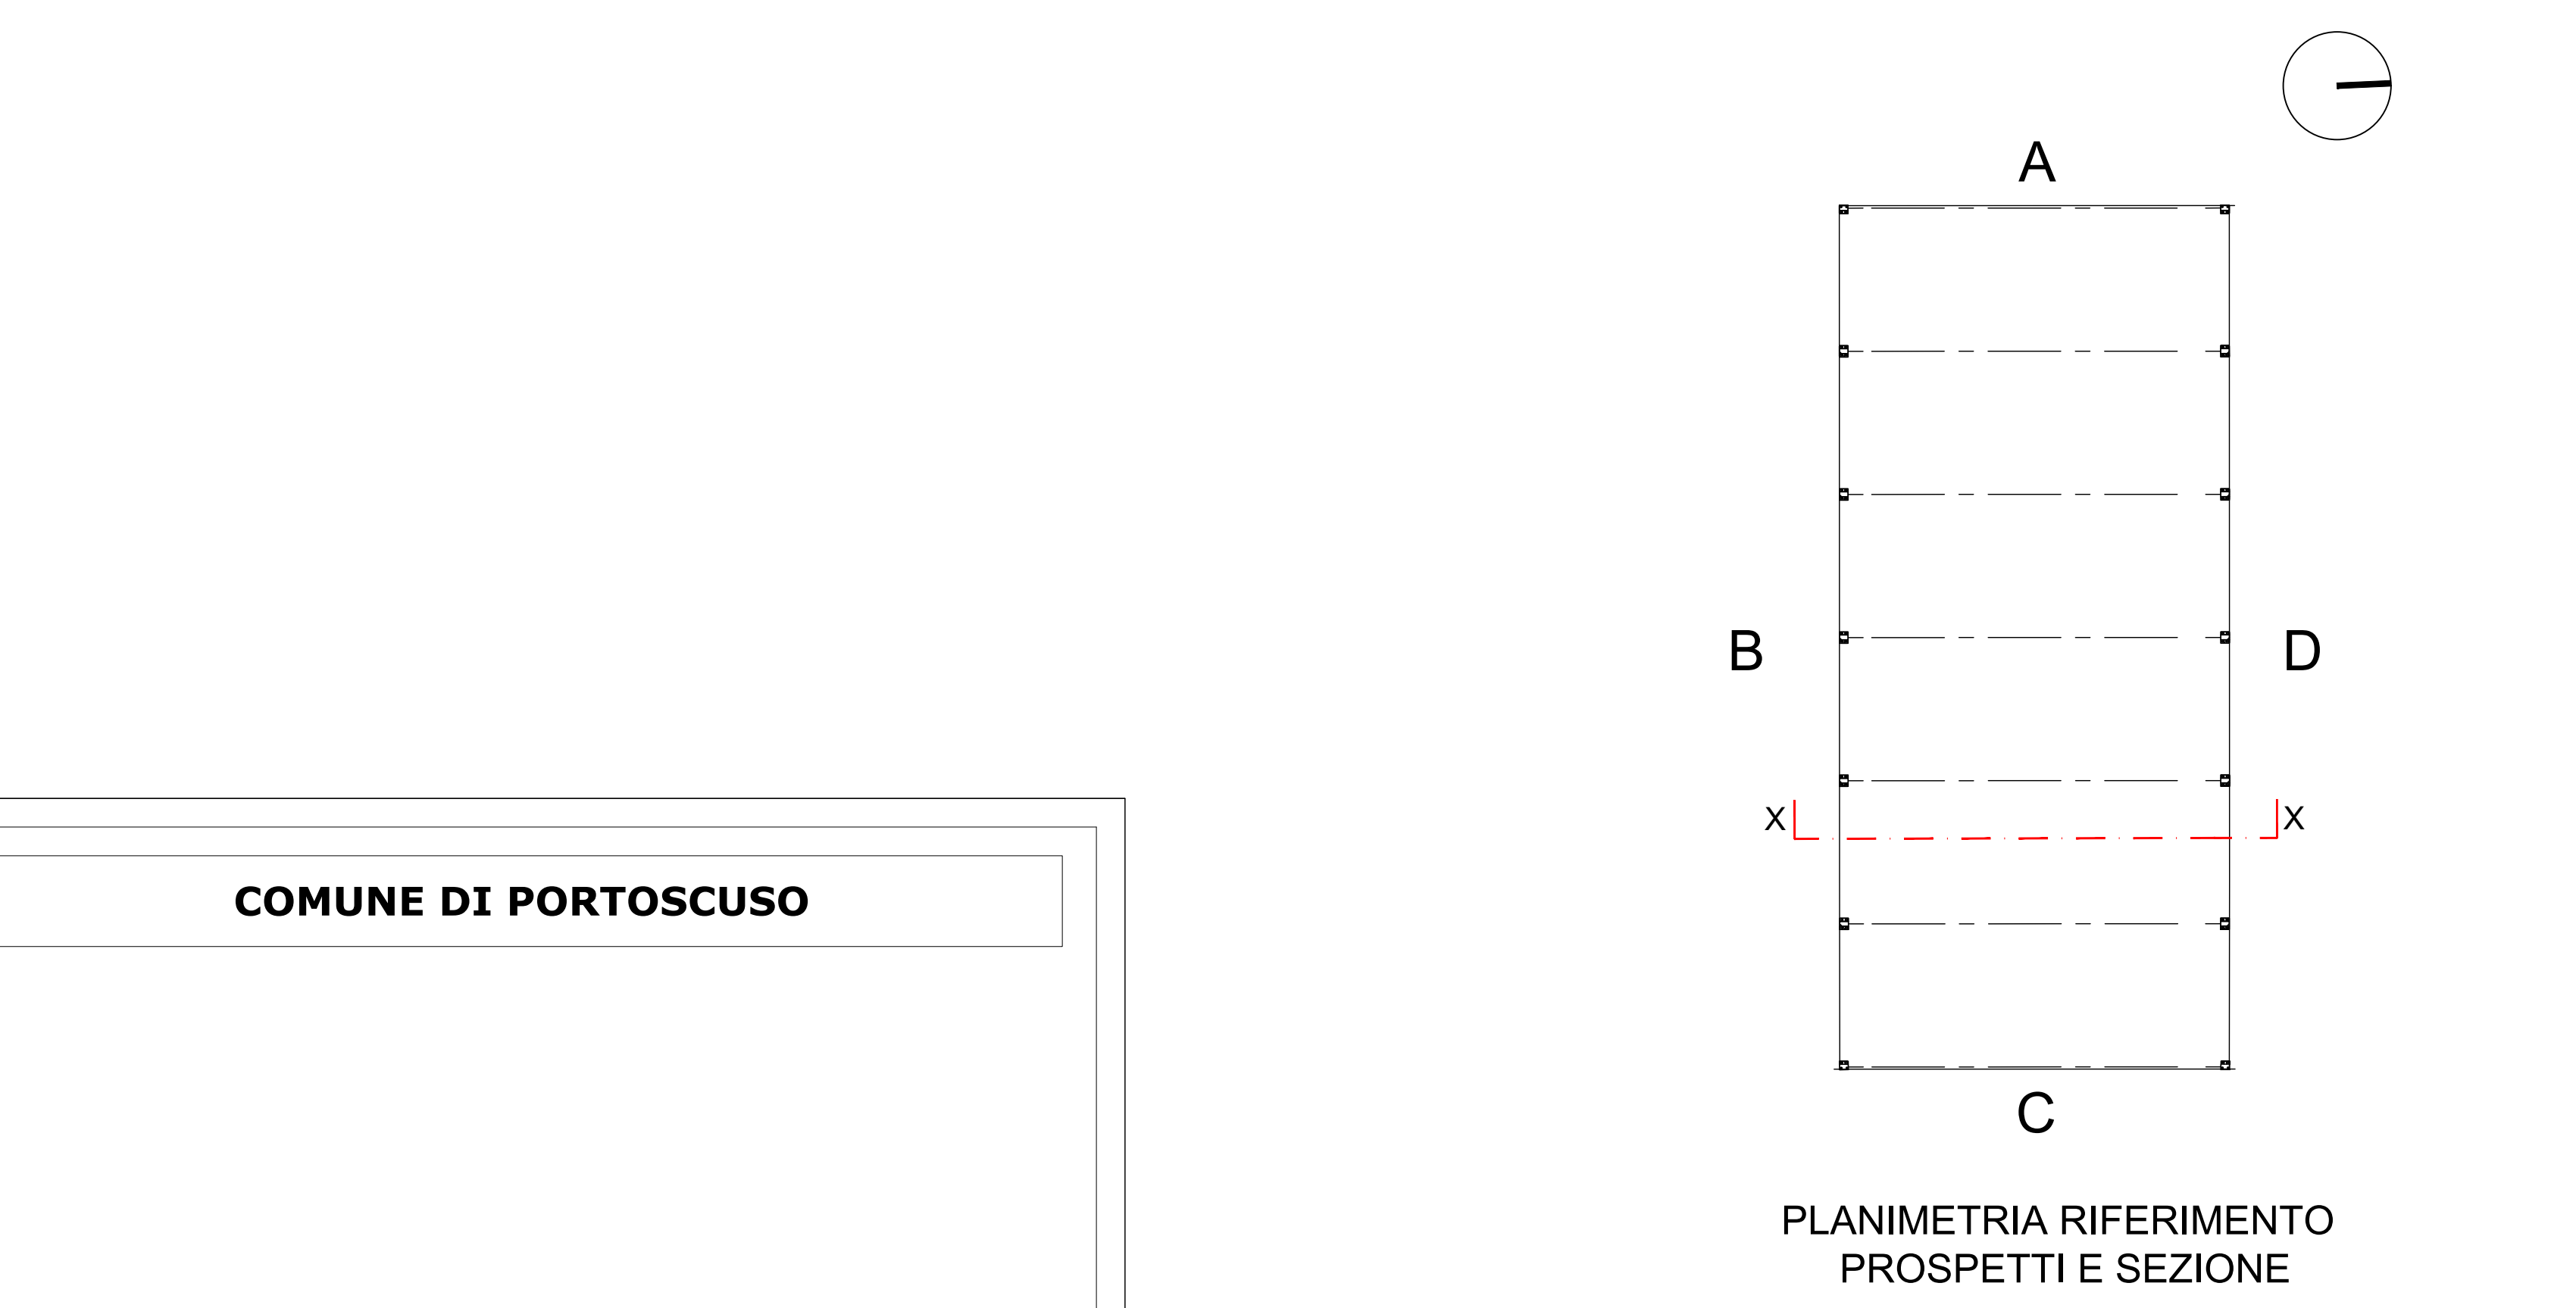 A
B
D
X
X
COMUNE DI PORTOSCUSO
C
PLANIMETRIA RIFERIMENTO
PROSPETTI E SEZIONE